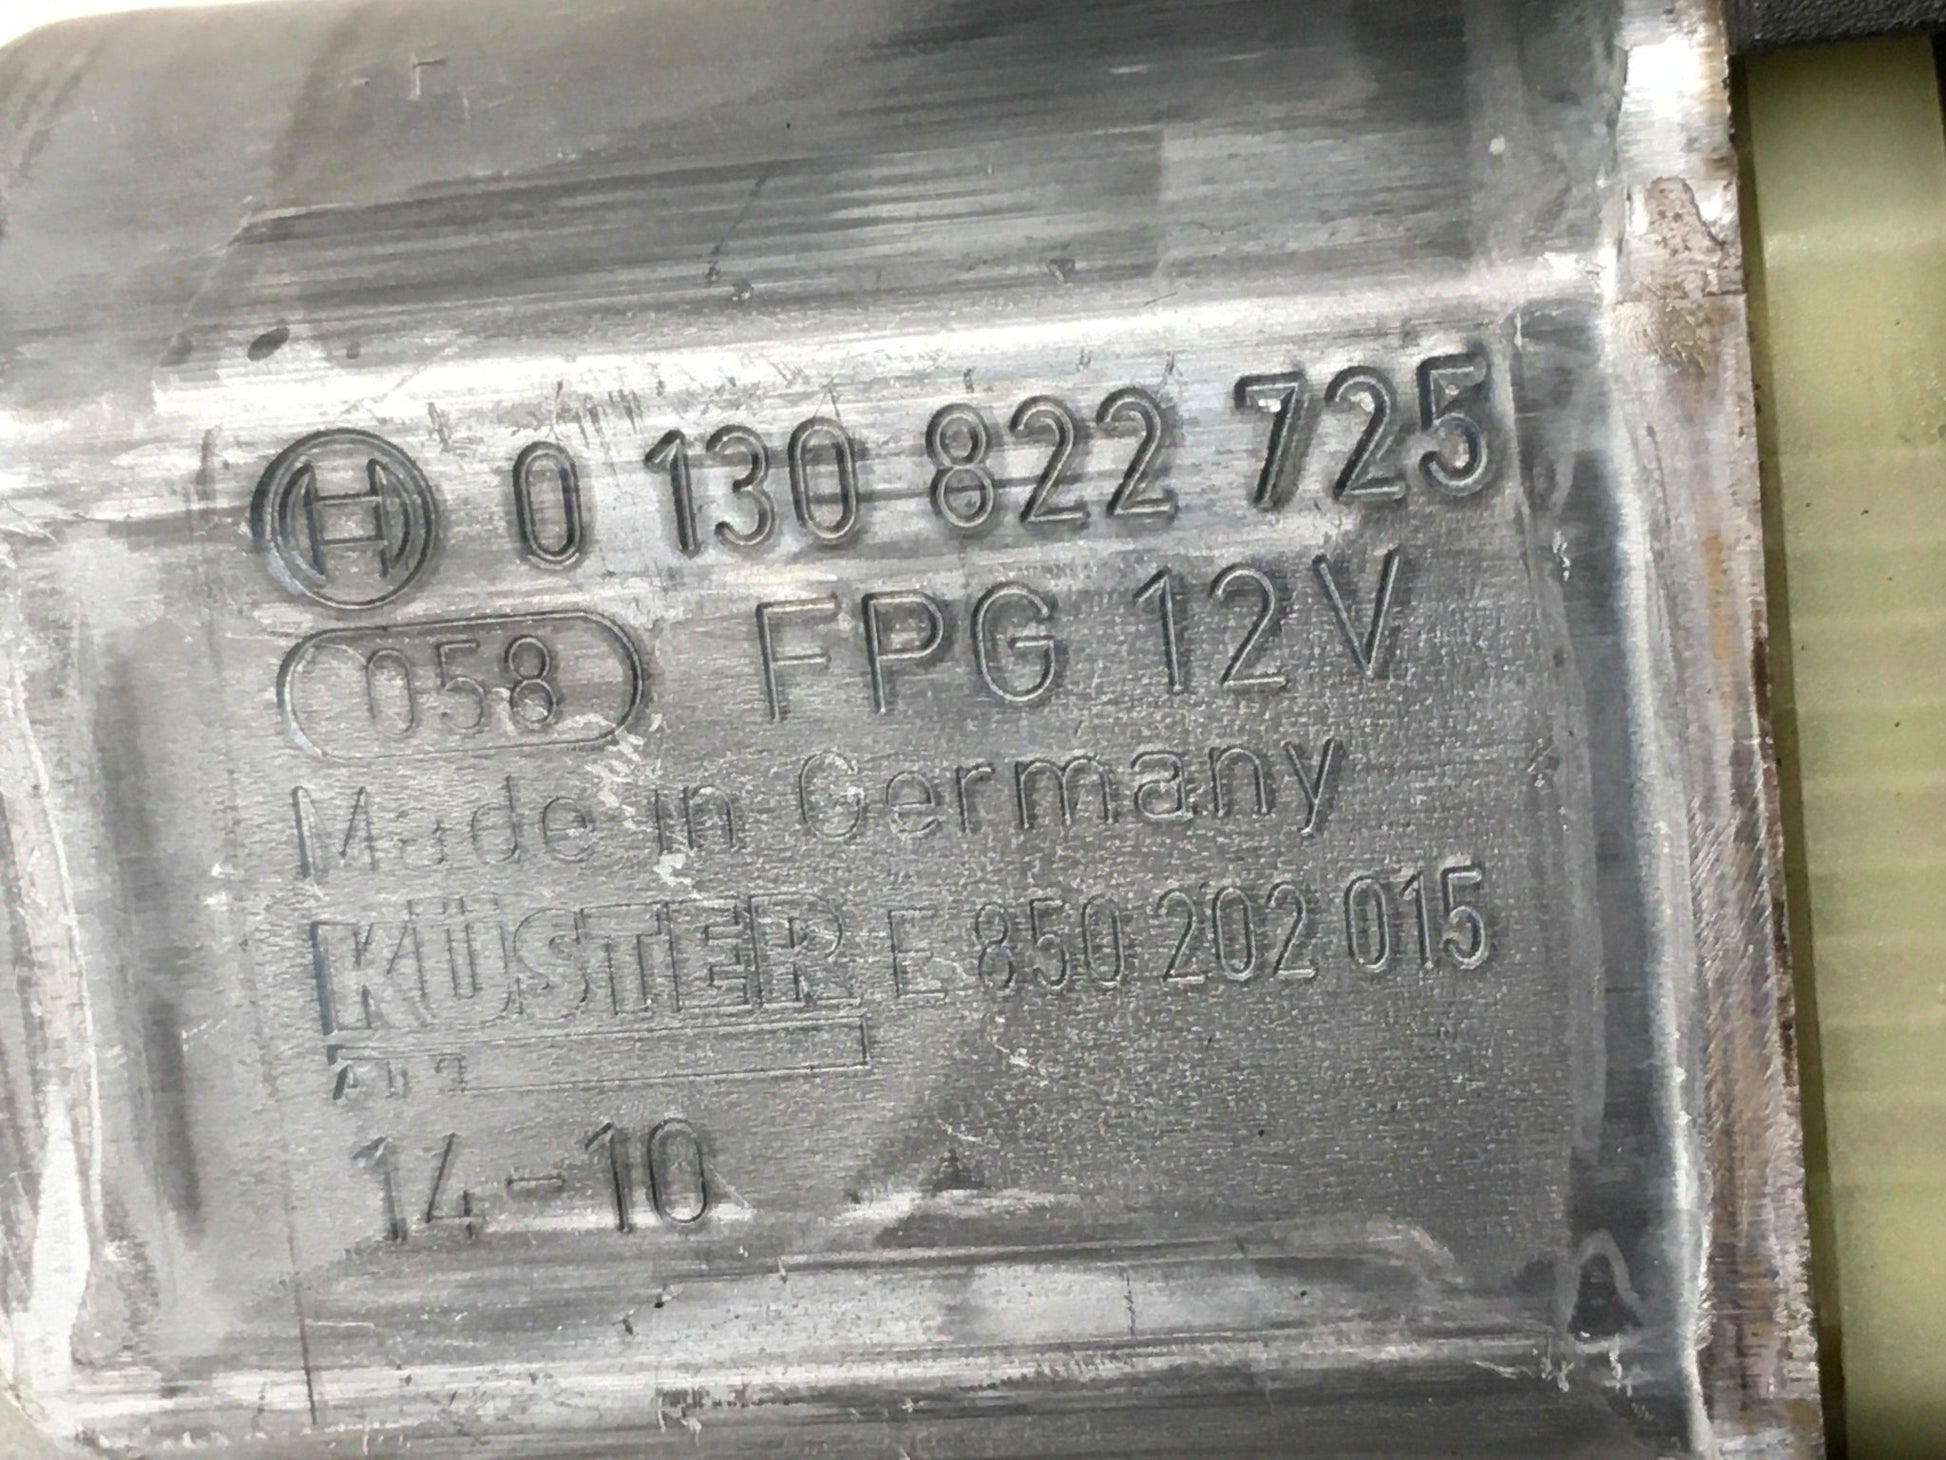 0 130 822 725
058 FPG 12V
Made in Germany
KÜSTER E 850 202 015
14-10